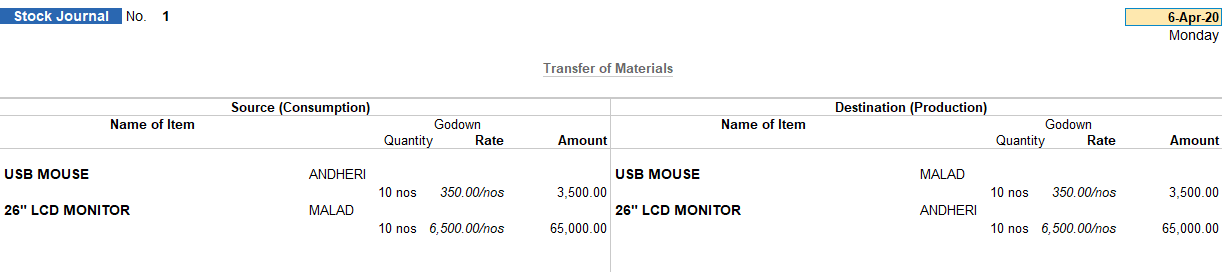 Stock Journal No. 1 6-Apr-20
Monday
Transfer of Materials
Source (Consumption) Destination (Production)
Name of Item Godown Name of Item Godown
Quantity Rate Amount Quantity Rate Amount
USB MOUSE ANDHERI USB MOUSE MALAD
10 nos 350.00/nos 3,500.00 10 nos 350.00/nos 3,500.00
26" LCD MONITOR MALAD 26" LCD MONITOR ANDHERI
10 nos 6,500.00/nos 65,000.00 10 nos 6,500.00/nos 65,000.00